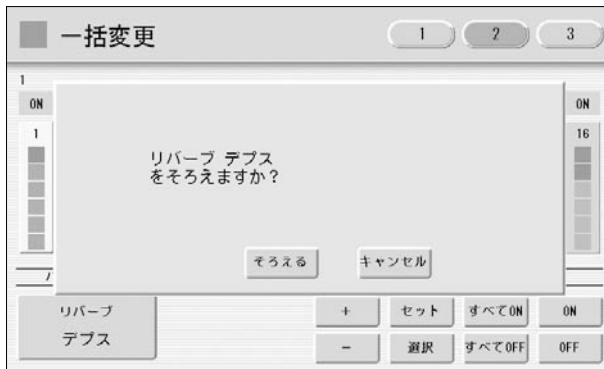 一括変更
1 2 3
1
ON ON
1 16
リバーブ デプス
をそろえますか?
そろえる キャンセル
リバーブ
デプス
+ セット すべてON ON
− 選択 すべてOFF OFF